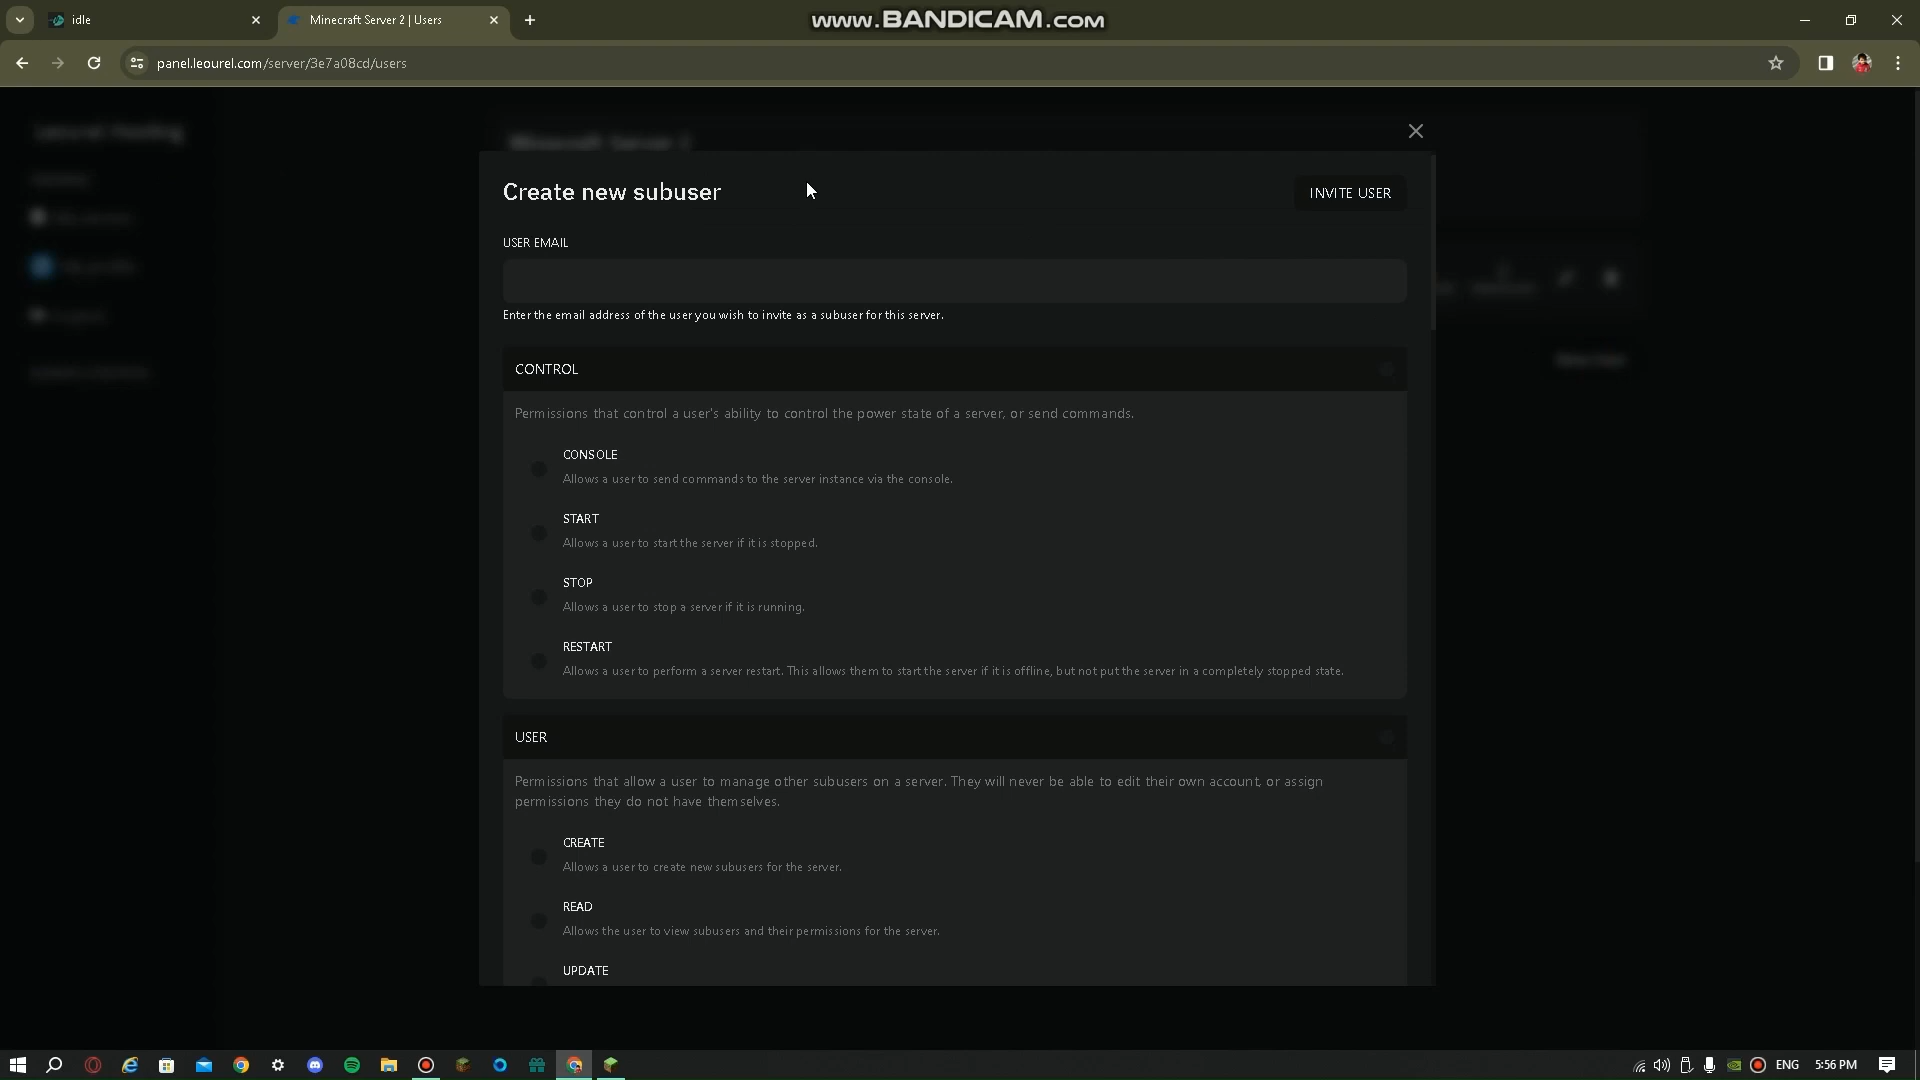 idle
Minecraft Server 2 | Users
www.BANDICAM.com
panel.leourel.com/server/3e7a08cd/users
Minecraft Server 2
Create new subuser
INVITE USER
USER EMAIL
Enter the email address of the user you wish to invite as a subuser for this server.
CONTROL
Permissions that control a user's ability to control the power state of a server, or send commands.
CONSOLE
Allows a user to send commands to the server instance via the console.
START
Allows a user to start the server if it is stopped.
STOP
Allows a user to stop a server if it is running.
RESTART
Allows a user to perform a server restart. This allows them to start the server if it is offline, but not put the server in a completely stopped state.
USER
Permissions that allow a user to manage other subusers on a server. They will never be able to edit their own account, or assign
permissions they do not have themselves.
CREATE
Allows a user to create new subusers for the server.
READ
Allows the user to view subusers and their permissions for the server.
UPDATE
ENG
5:56 PM